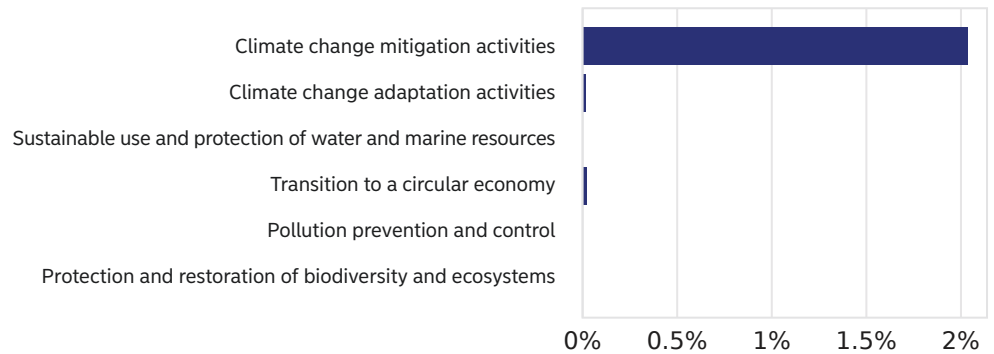 Climate change mitigation activities
Climate change adaptation activities
Sustainable use and protection of water and marine resources
Transition to a circular economy
Pollution prevention and control
Protection and restoration of biodiversity and ecosystems
0% 0.5% 1% 1.5% 2%